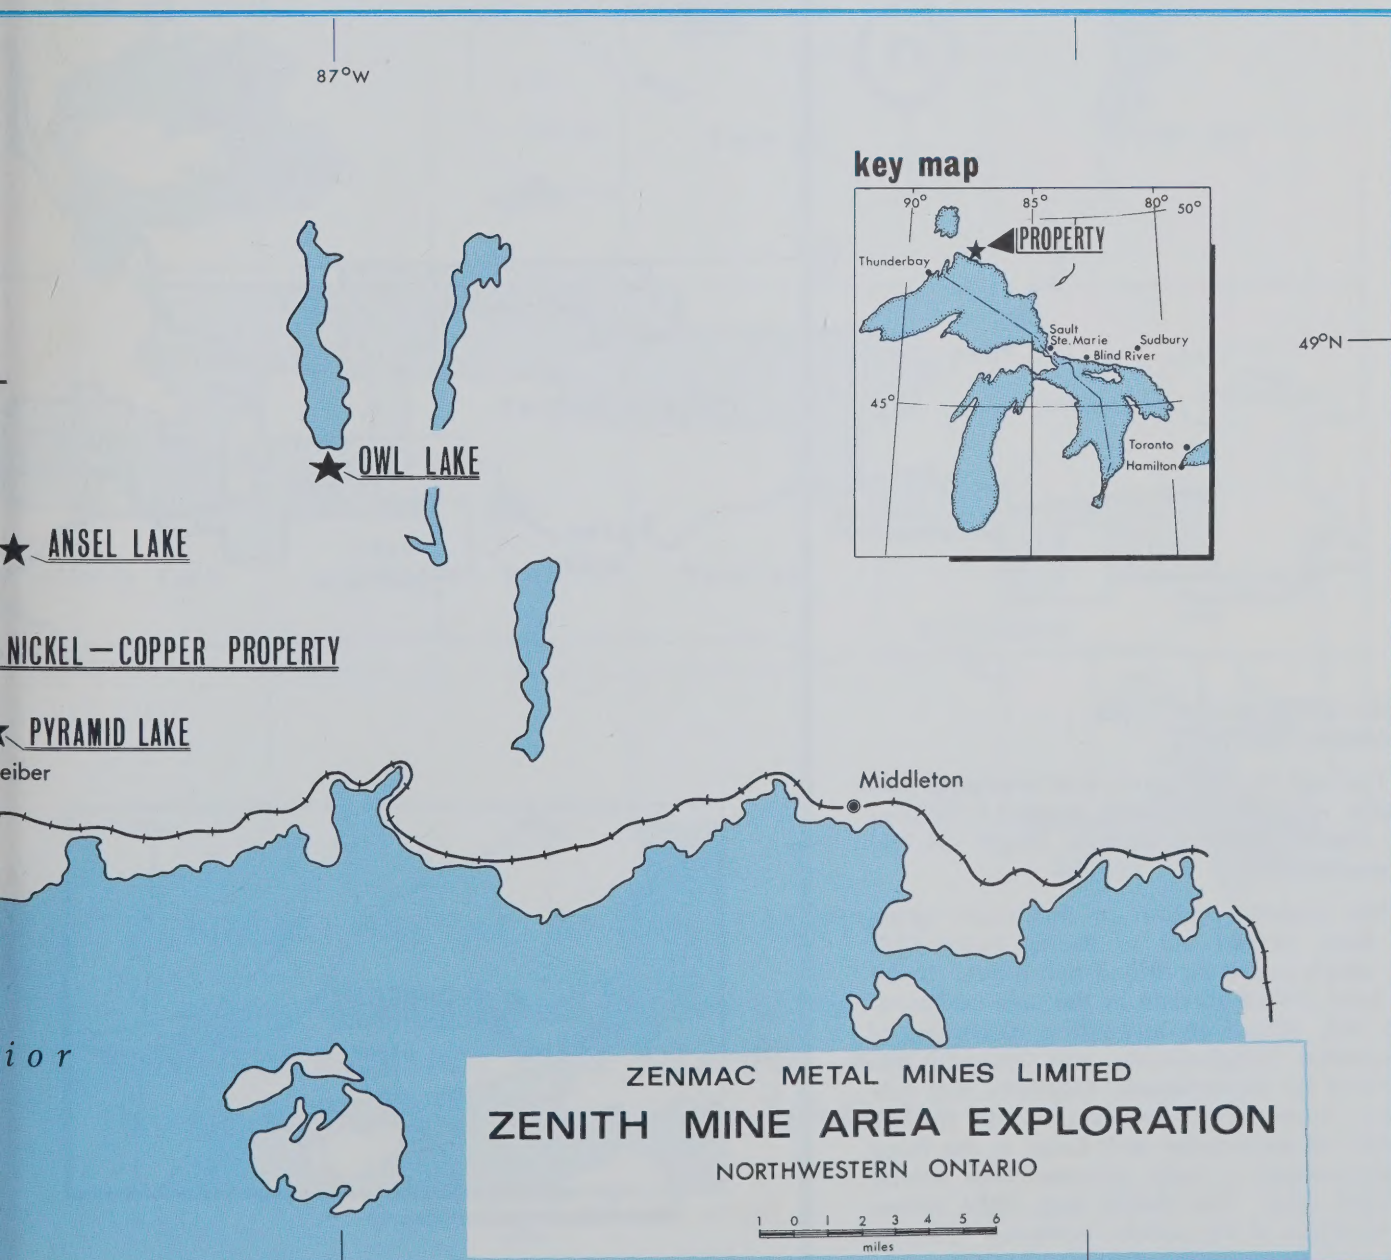 87°W
key map
90°
85°
80°
50°
PROPERTY
Thunderbay
Sault
Ste. Marie
Sudbury
Blind River
49°N
45°
Toronto
Hamilton
OWL LAKE
ANSEL LAKE
NICKEL—COPPER PROPERTY
PYRAMID LAKE
eiber
Middleton
ior
ZENMAC METAL MINES LIMITED
ZENITH MINE AREA EXPLORATION
NORTHWESTERN ONTARIO
1 0 1 2 3 4 5 6
miles